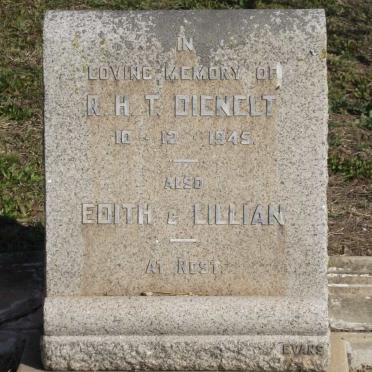 IN
LOVING MEMORY OF
R. H. T. DIENELT
10 - 12 - 1945.
ALSO
EDITH & LILLIAN
AT REST.
EVANS